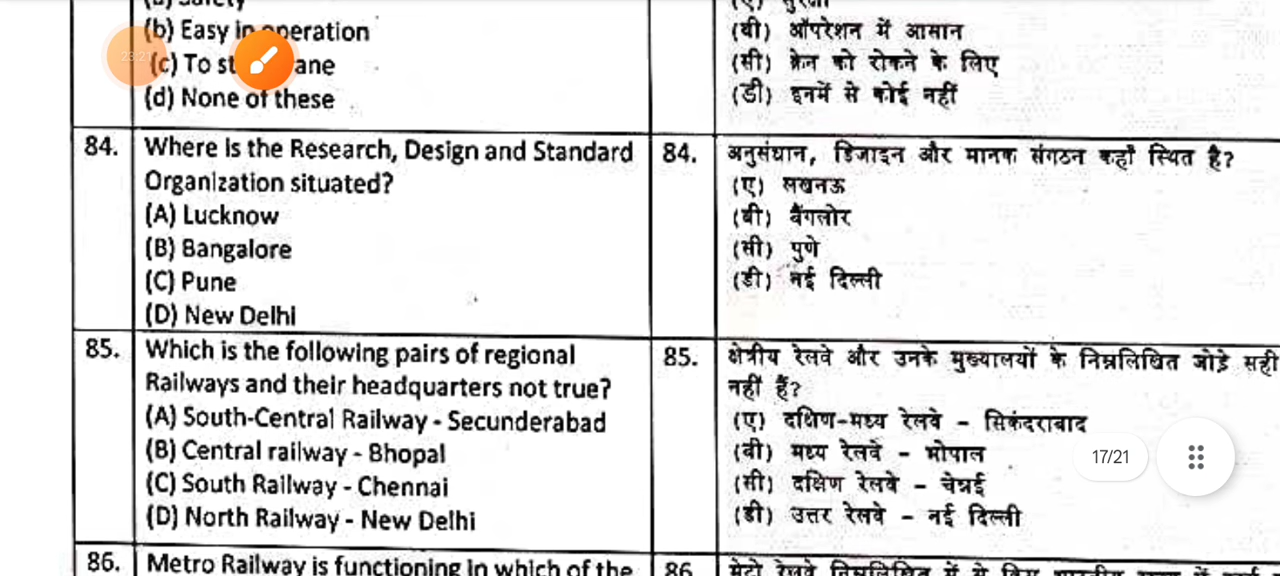 (b) Easy in operation
(c) To st ane
(d) None of these
84. Where is the Research, Design and Standard
Organization situated?
(A) Lucknow
(B) Bangalore
(C) Pune
(D) New Delhi
85. Which is the following pairs of regional
Railways and their headquarters not true?
(A) South-Central Railway - Secunderabad
(B) Central railway - Bhopal
(C) South Railway - Chennai
(D) North Railway - New Delhi
86. Metro Railway is functioning in which of the
(ए) सुरक्षा
(बी) ऑपरेशन में आसान
(सी) क्रेन को रोकने के लिए
(डी) इनमें से कोई नहीं
84. अनुसंधान, डिजाइन और मानक संगठन कहाँ स्थित है?
(ए) लखनऊ
(बी) बैंगलोर
(सी) पुणे
(डी) नई दिल्ली
85. क्षेत्रीय रेलवे और उनके मुख्यालयों के निम्नलिखित जोड़े सही
नहीं हैं?
(ए) दक्षिण-मध्य रेलवे - सिकंदराबाद
(बी) मध्य रेलवे - भोपाल
(सी) दक्षिण रेलवे - चेन्नई
(डी) उत्तर रेलवे - नई दिल्ली
86. मेट्रो रेलवे निम्नलिखित में से किस
17/21